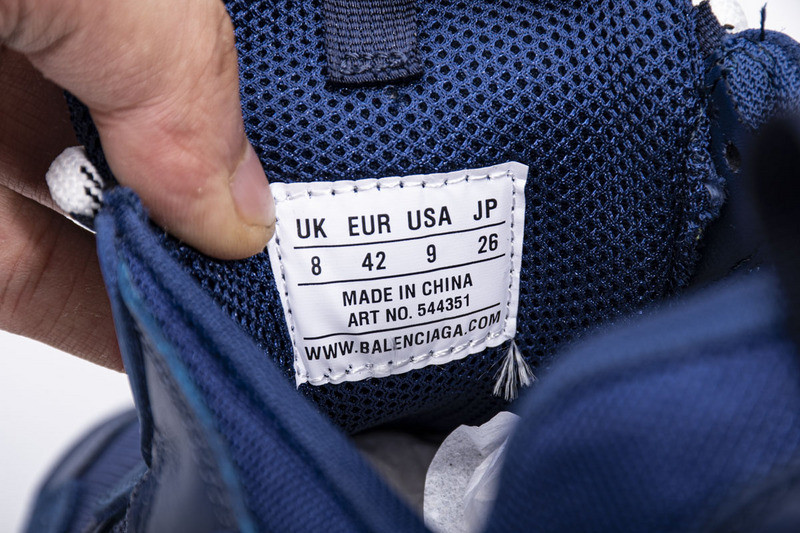 UK EUR USA JP
8 42 9 26
MADE IN CHINA
ART NO. 544351
WWW.BALENCIAGA.COM